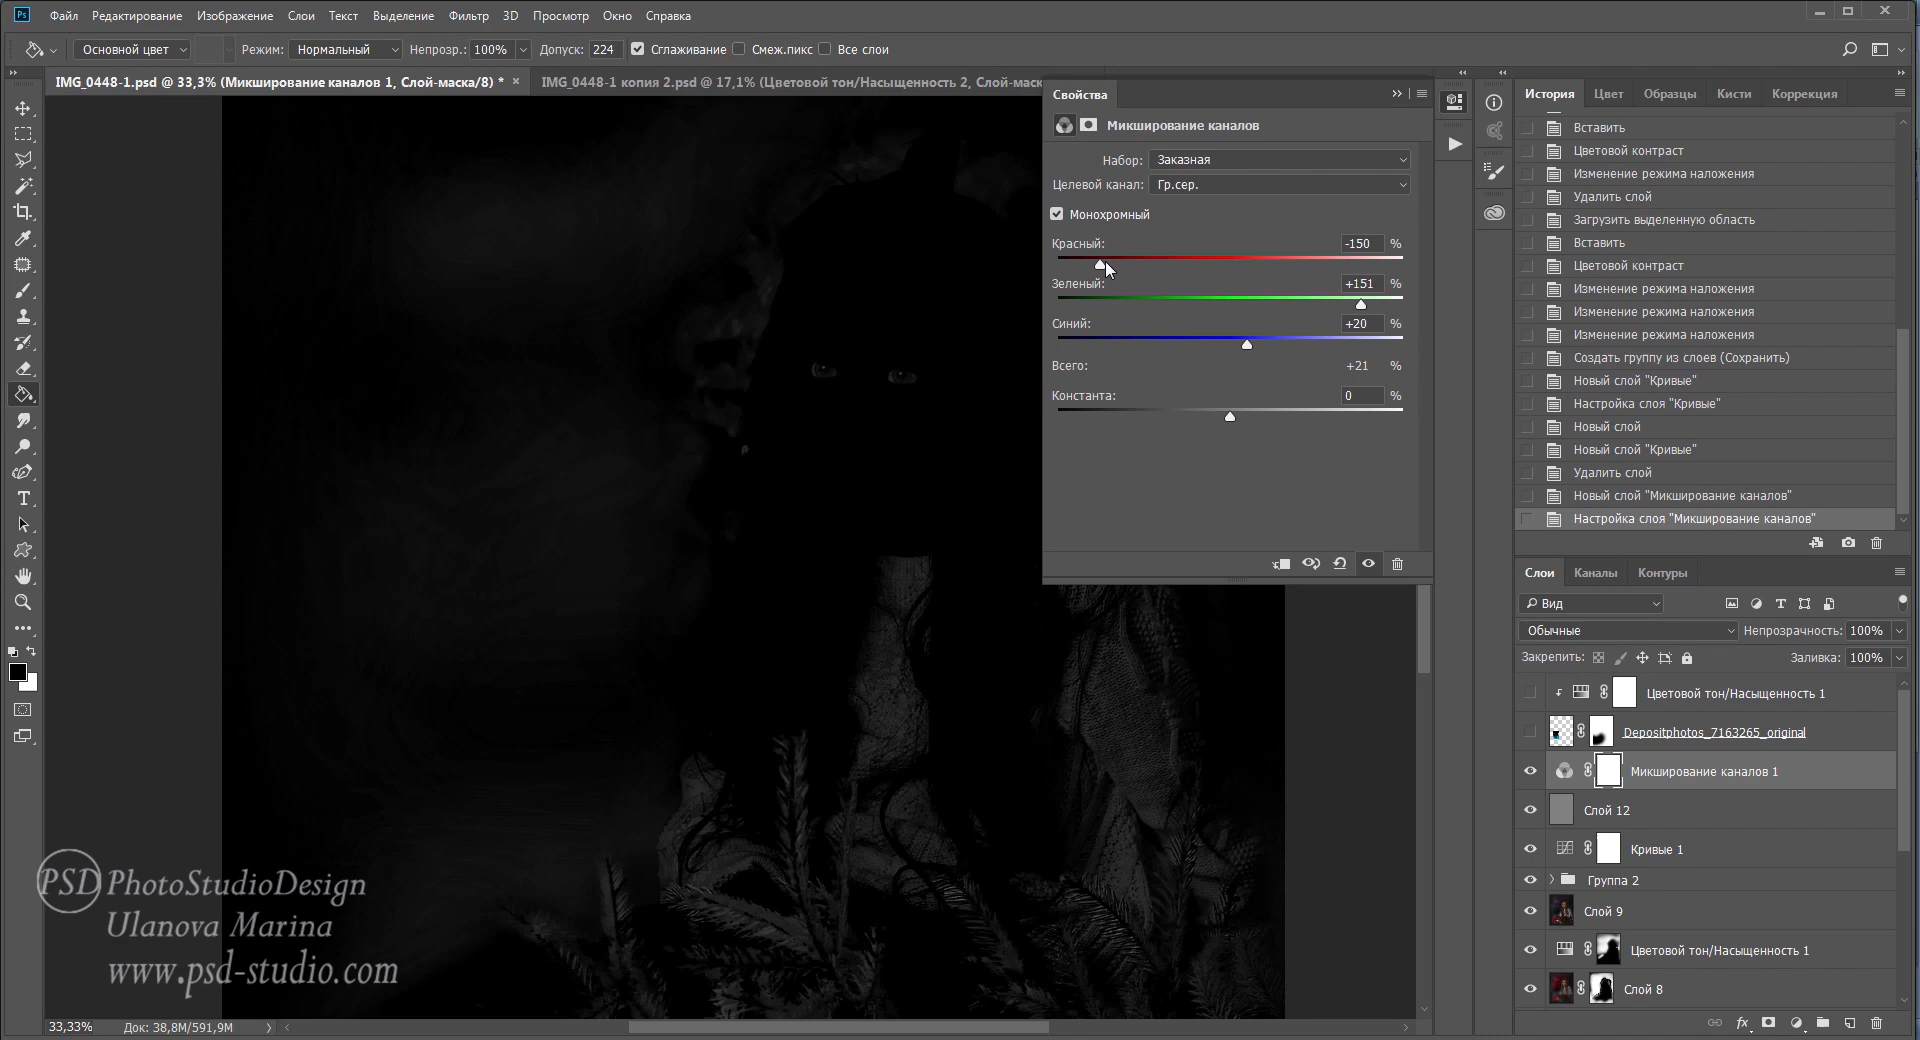 Ps Файл Редактирование Изображение Слои Текст Выделение Фильтр 3D Просмотр Окно Справка
Основной цвет Режим: Нормальный Непрозр.: 100% Допуск: 224 Сглаживание Смеж.пикс Все слои
IMG_0448-1.psd @ 33,3% (Микширование каналов 1, Слой-маска/8) * × IMG_0448-1 копия 2.psd @ 17,1% (Цветовой тон/Насыщенность 2, Слой-маск
Свойства
Микширование каналов
Набор: Заказная
Целевой канал: Гр.сер.
Монохромный
Красный: -150 %
Зеленый: +151 %
Синий: +20 %
Всего: +21 %
Константа: 0 %
История Цвет Образцы Кисти Коррекция
Вставить
Цветовой контраст
Изменение режима наложения
Удалить слой
Загрузить выделенную область
Вставить
Цветовой контраст
Изменение режима наложения
Изменение режима наложения
Изменение режима наложения
Создать группу из слоев (Сохранить)
Новый слой "Кривые"
Настройка слоя "Кривые"
Новый слой
Новый слой "Кривые"
Удалить слой
Новый слой "Микширование каналов"
Настройка слоя "Микширование каналов"
Слои Каналы Контуры
Вид
Обычные Непрозрачность: 100%
Закрепить: Заливка: 100%
Цветовой тон/Насыщенность 1
Depositphotos_7163265_original
Микширование каналов 1
Слой 12
Кривые 1
Группа 2
Слой 9
Цветовой тон/Насыщенность 1
Слой 8
fx
PSD PhotoStudioDesign
Ulanova Marina
www.psd-studio.com
33,33% Док: 38,8M/591,9M